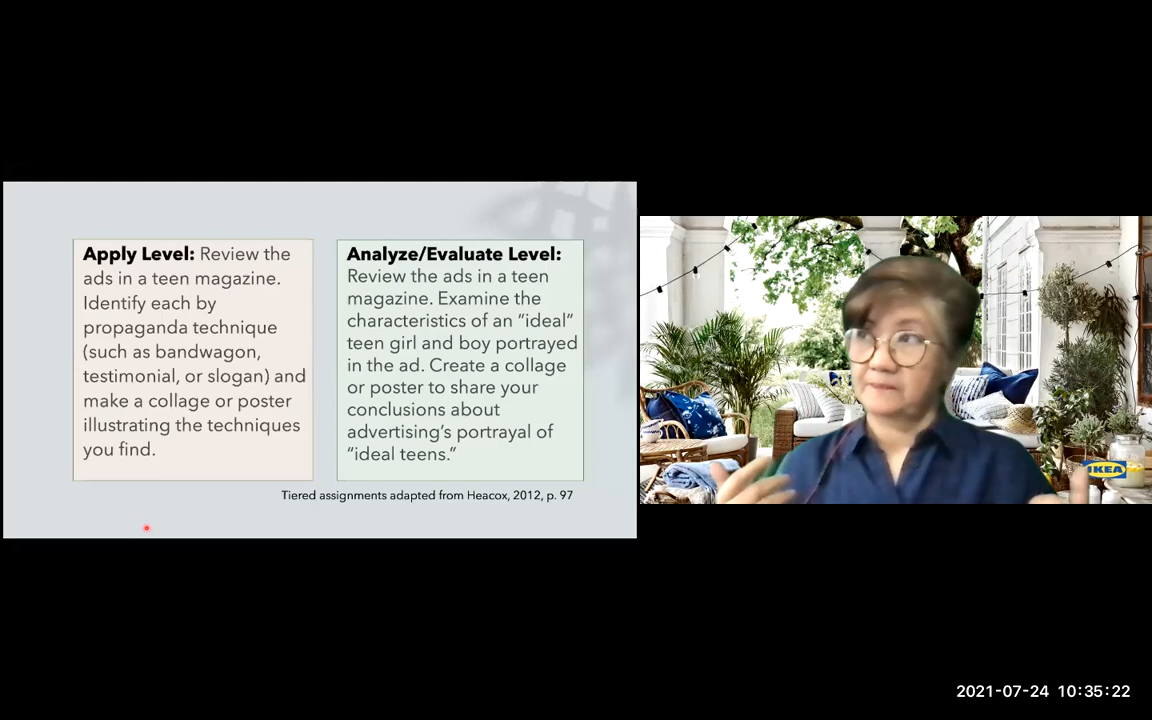 Apply Level: Review the
ads in a teen magazine.
Identify each by
propaganda technique
(such as bandwagon,
testimonial, or slogan) and
make a collage or poster
illustrating the techniques
you find.
Analyze/Evaluate Level:
Review the ads in a teen
magazine. Examine the
characteristics of an “ideal”
teen girl and boy portrayed
in the ad. Create a collage
or poster to share your
conclusions about
advertising’s portrayal of
“ideal teens.”
Tiered assignments adapted from Heacox, 2012, p. 97
IKEA
2021-07-24 10:35:22